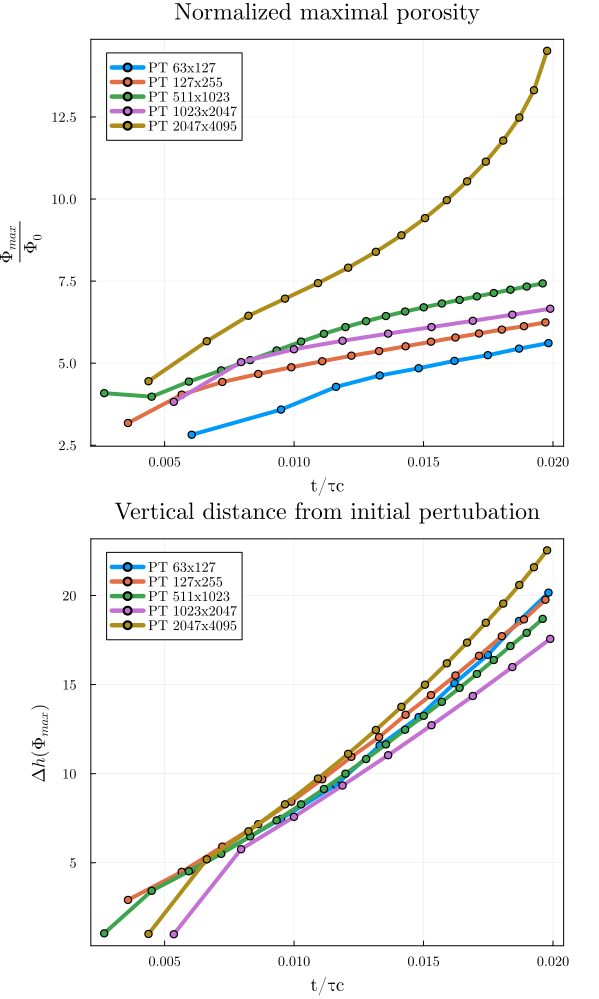 Normalized maximal porosity
PT 63x127
PT 127x255
PT 511x1023
PT 1023x2047
PT 2047x4095
12.5
10.0
7.5
5.0
2.5
Φmax
Φ0
0.005
0.010
0.015
0.020
t/τc
Vertical distance from initial pertubation
PT 63x127
PT 127x255
PT 511x1023
PT 1023x2047
PT 2047x4095
20
15
10
5
Δh(Φmax)
0.005
0.010
0.015
0.020
t/τc